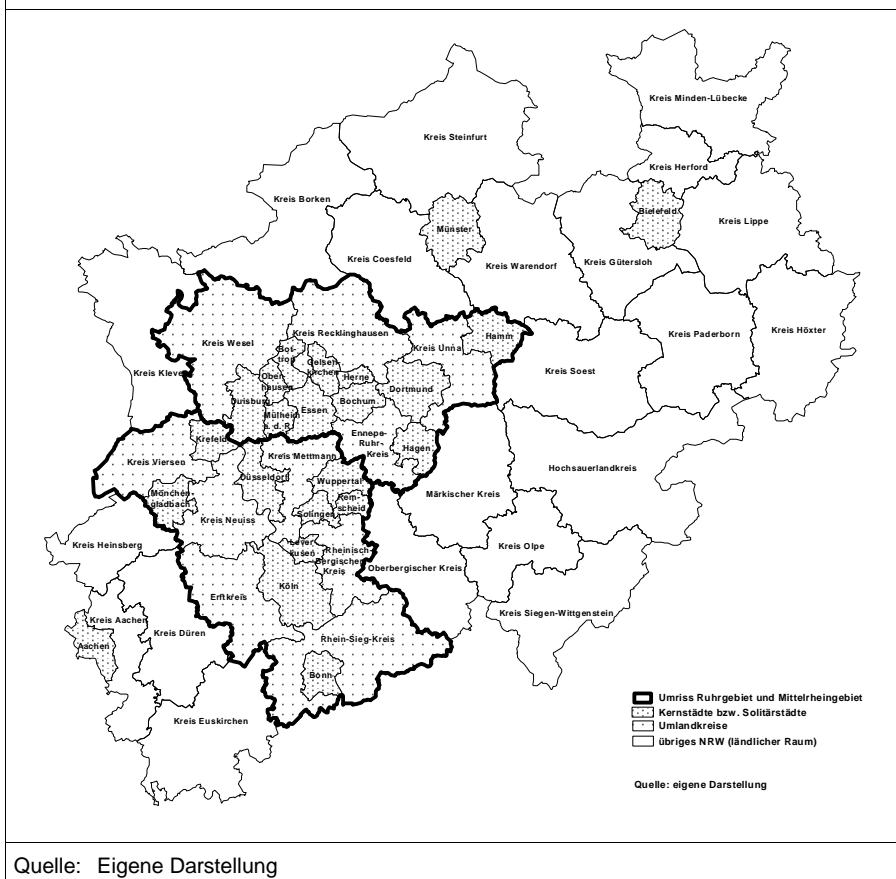 Kreis Minden-Lübecke
Kreis Steinfurt
Kreis Herford
Kreis Borken
Bielefeld
Kreis Lippe
Münster
Kreis Coesfeld
Kreis Warendorf
Kreis Gütersloh
Kreis Wesel
Kreis Recklinghausen
Kreis Unna
Hamm
Kreis Paderborn
Kreis Höxter
Kreis Kleve
Bot-
trop
Gelsen-
kirchen
Ober-
hausen
Herne
Dortmund
Kreis Soest
Duisburg
Mülheim
a. d. R.
Essen
Bochum
Krefeld
Ennepe-
Ruhr-
Kreis
Hagen
Kreis Viersen
Kreis Mettmann
Düsseldorf
Wuppertal
Hochsauerlandkreis
Mönchen-
gladbach
Solingen
Rem-
scheid
Märkischer Kreis
Kreis Neuiss
Kreis Heinsberg
Lever-
kusen
Rheinisch
Bergischer
Kreis
Kreis Olpe
Oberbergischer Kreis
Erftkreis
Köln
Kreis Siegen-Wittgenstein
Kreis Aachen
Kreis Düren
Aachen
Rhein-Sieg-Kreis
Bonn
Kreis Euskirchen
Umriss Ruhrgebiet und Mittelrheingebiet
Kernstädte bzw. Solitärstädte
Umlandkreise
übriges NRW (ländlicher Raum)
Quelle: eigene Darstellung
Quelle: Eigene Darstellung